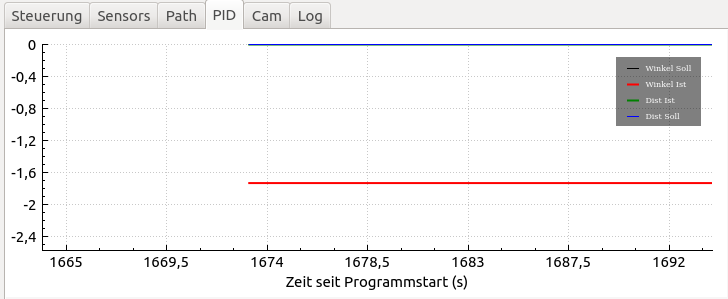 Steuerung Sensors Path PID Cam Log
0
-0,4
-0,8
-1,2
-1,6
-2
-2,4
Winkel Soll
Winkel Ist
Dist Ist
Dist Soll
1665 1669,5 1674 1678,5 1683 1687,5 1692
Zeit seit Programmstart (s)